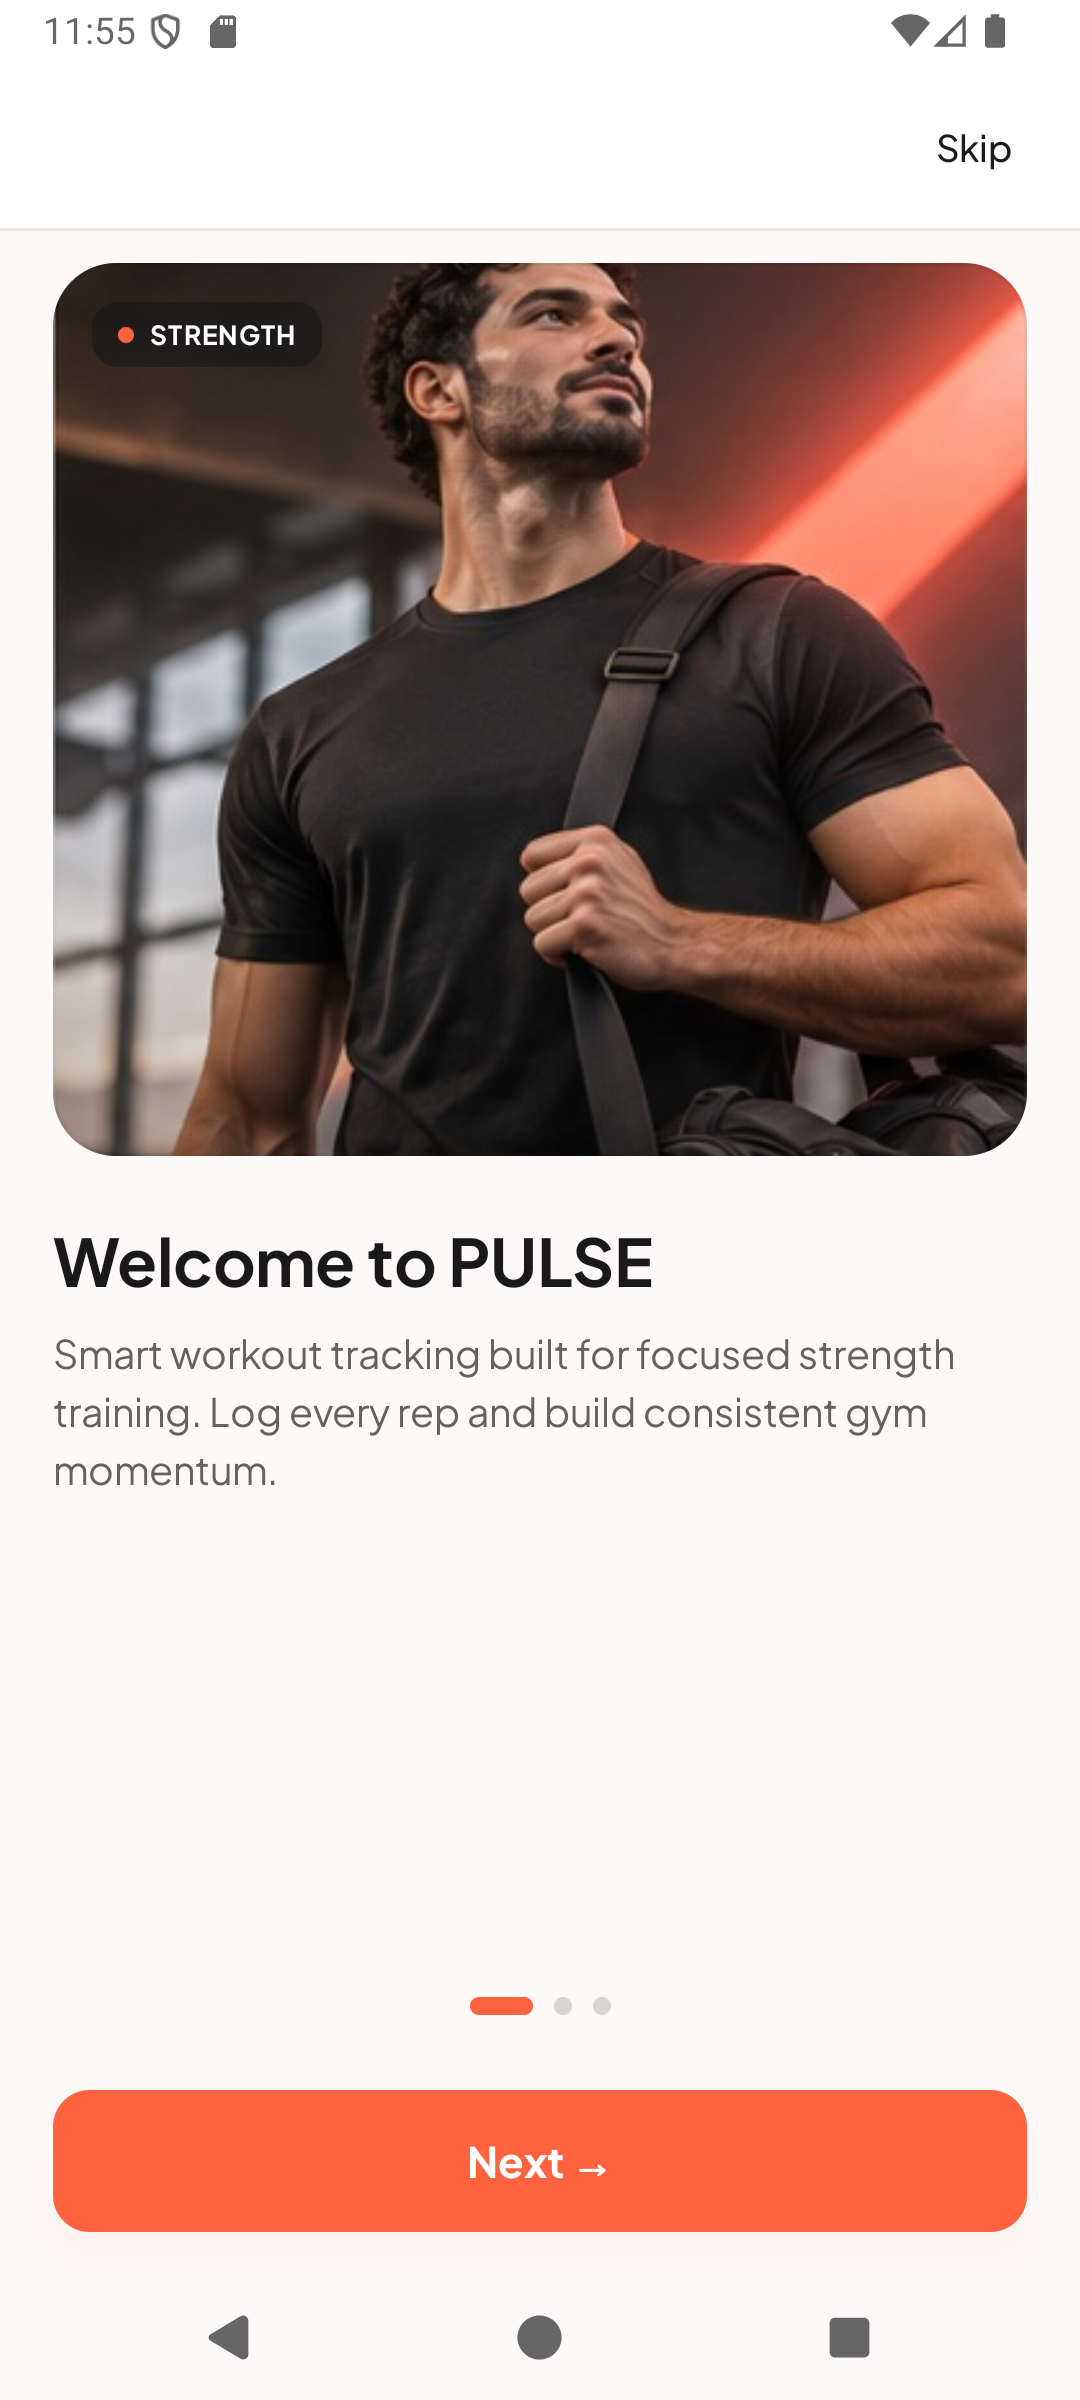 11:55
Skip
STRENGTH
Welcome to PULSE
Smart workout tracking built for focused strength
training. Log every rep and build consistent gym
momentum.
Next →